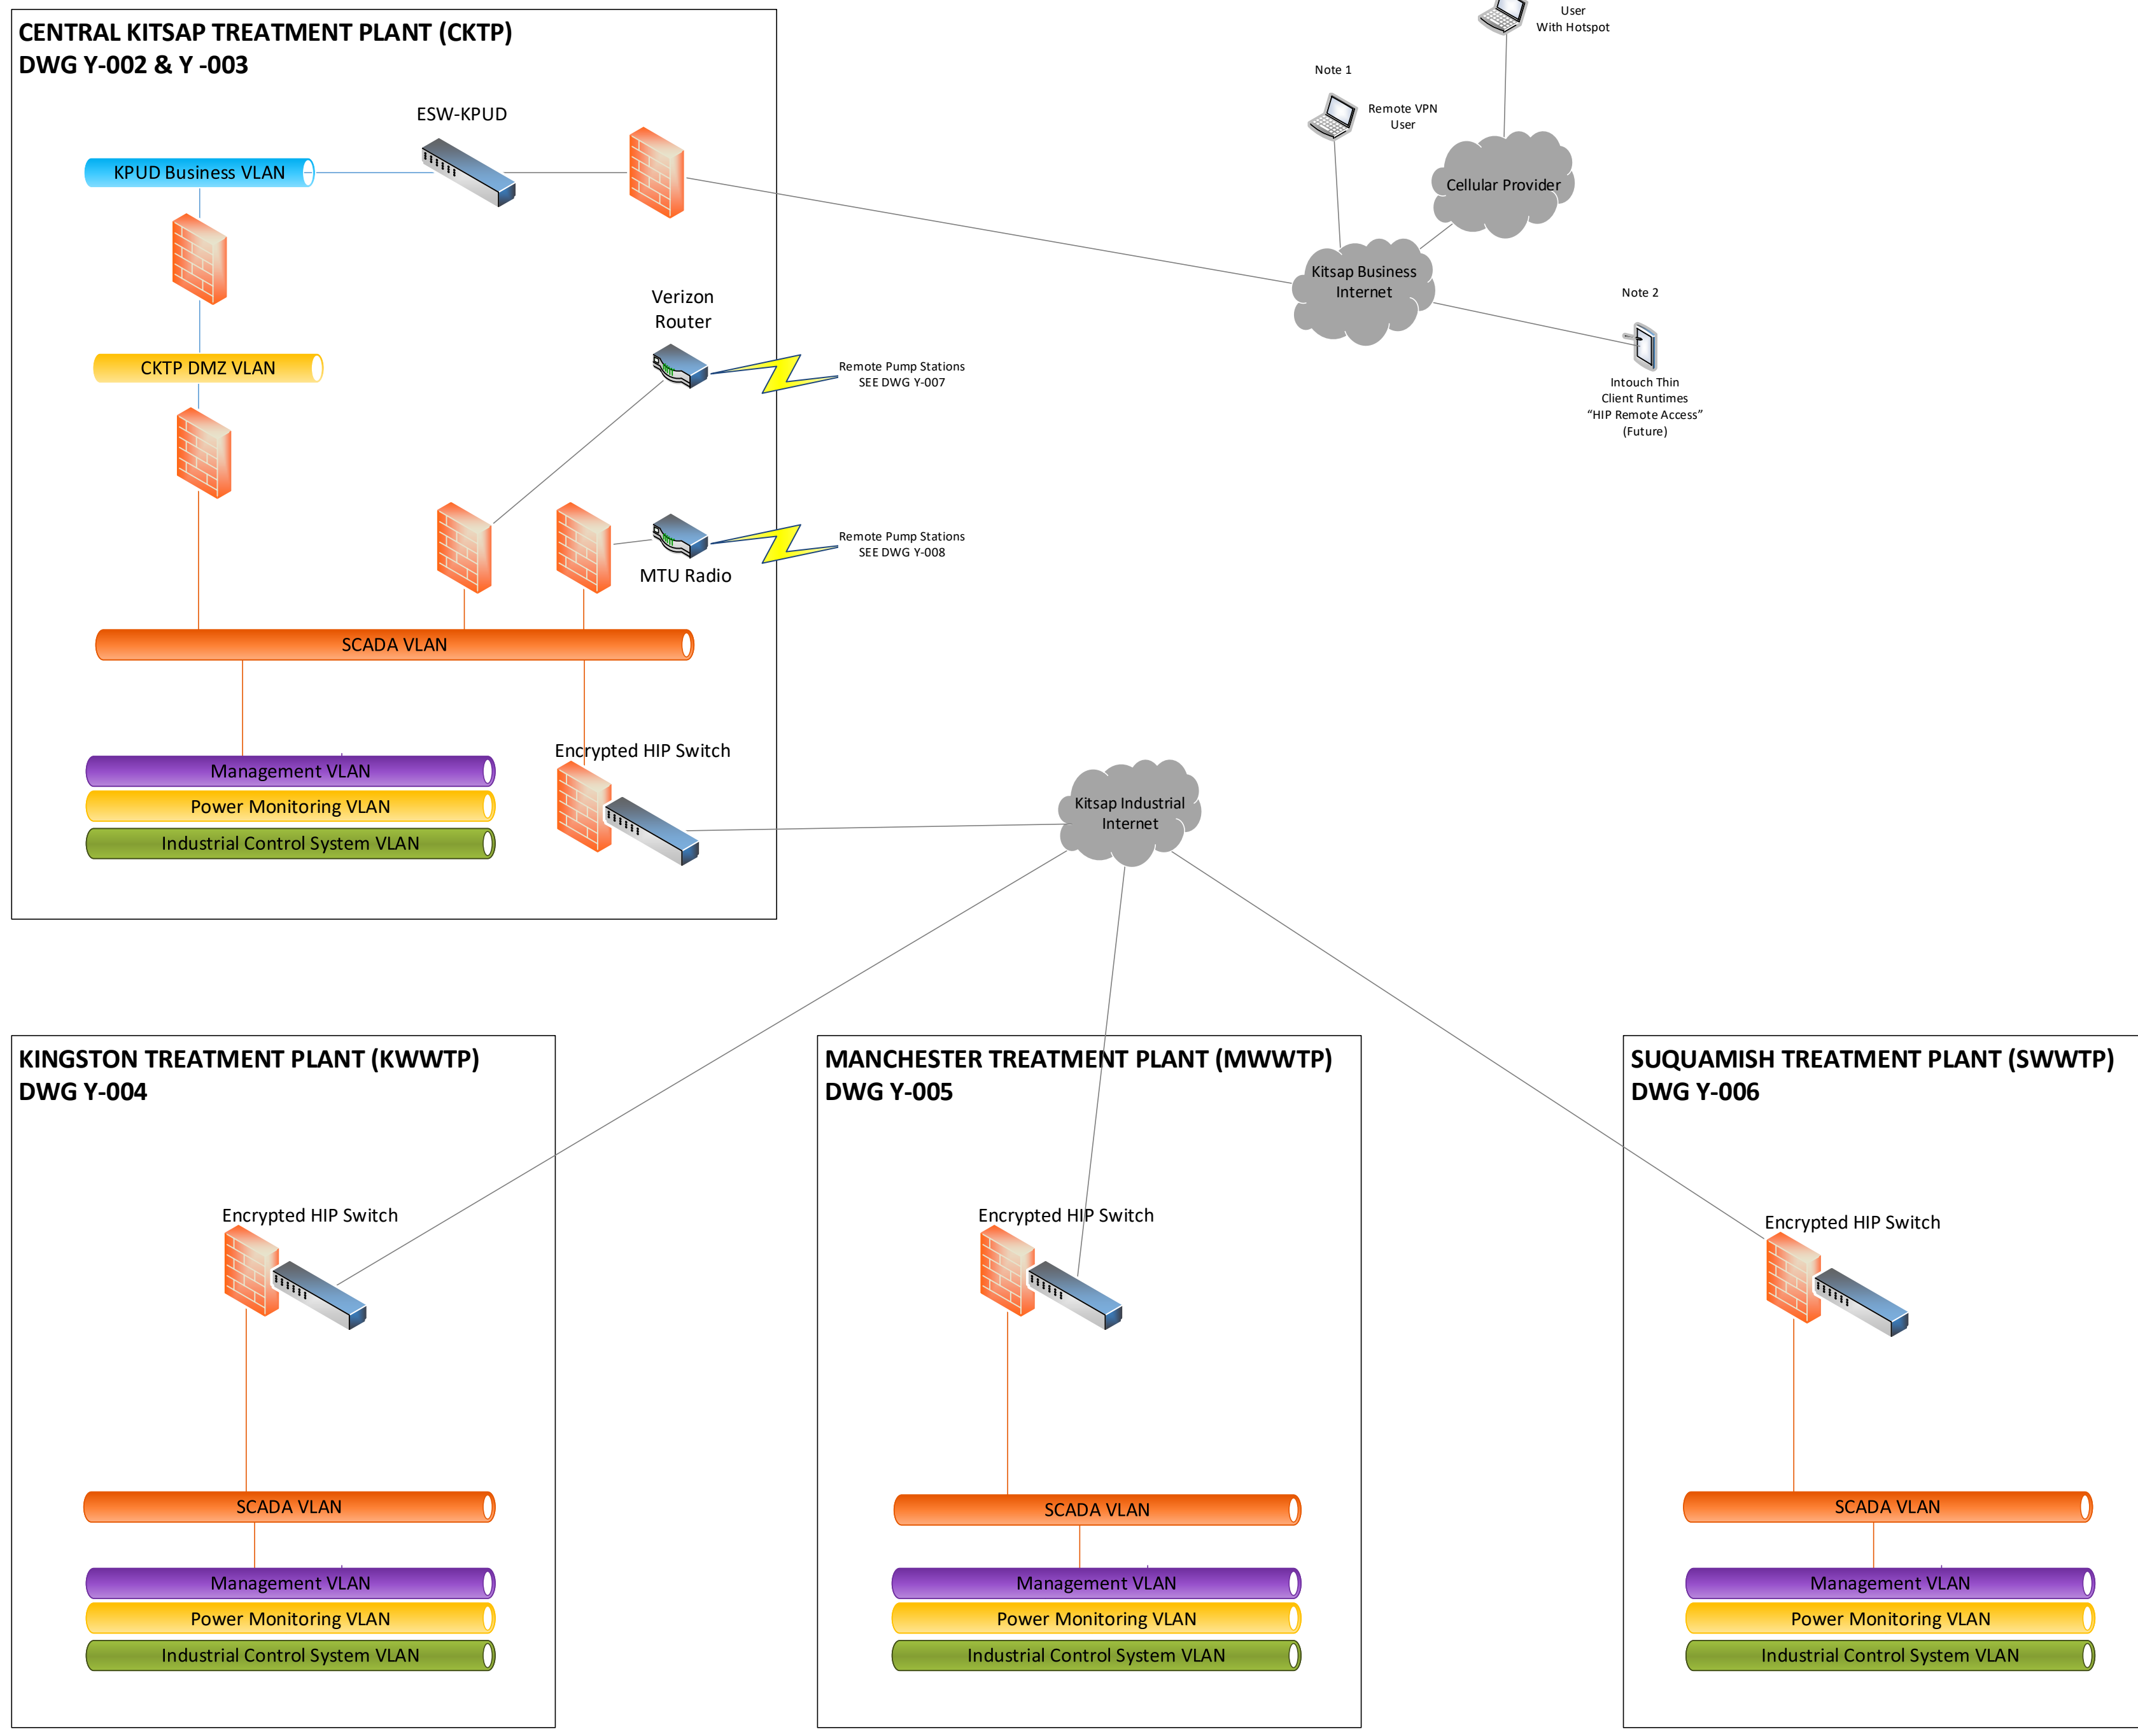 CENTRAL KITSAP TREATMENT PLANT (CKTP)
DWG Y-002 & Y -003
ESW-KPUD
KPUD Business VLAN
Verizon
Router
CKTP DMZ VLAN
Remote Pump Stations
SEE DWG Y-007
Remote Pump Stations
SEE DWG Y-008
MTU Radio
SCADA VLAN
Encrypted HIP Switch
Management VLAN
Power Monitoring VLAN
Industrial Control System VLAN
User
With Hotspot
Note 1
Remote VPN
User
Cellular Provider
Kitsap Business
Internet
Note 2
Intouch Thin
Client Runtimes
“HIP Remote Access”
(Future)
Kitsap Industrial
Internet
KINGSTON TREATMENT PLANT (KWWTP)
DWG Y-004
Encrypted HIP Switch
SCADA VLAN
Management VLAN
Power Monitoring VLAN
Industrial Control System VLAN
MANCHESTER TREATMENT PLANT (MWWTP)
DWG Y-005
Encrypted HIP Switch
SCADA VLAN
Management VLAN
Power Monitoring VLAN
Industrial Control System VLAN
SUQUAMISH TREATMENT PLANT (SWWTP)
DWG Y-006
Encrypted HIP Switch
SCADA VLAN
Management VLAN
Power Monitoring VLAN
Industrial Control System VLAN